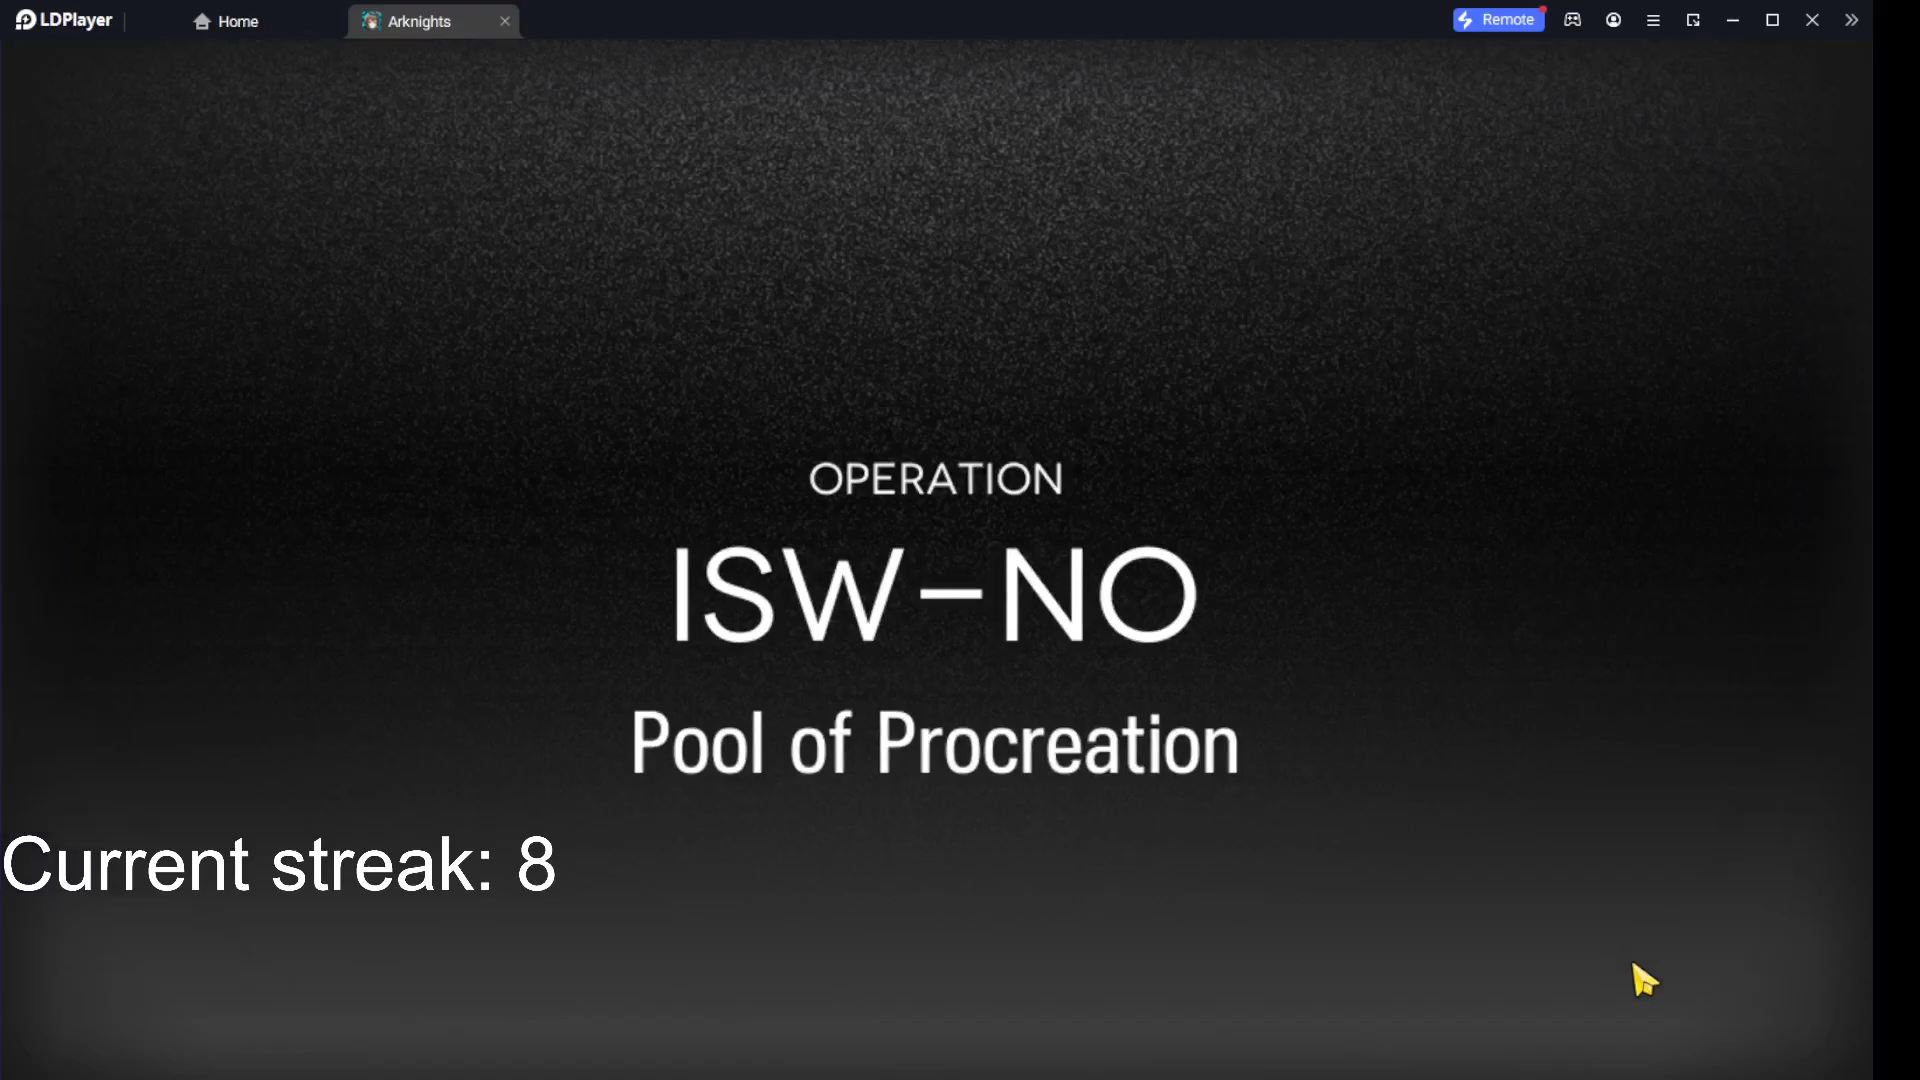 LDPlayer
Home
Arknights
Remote
OPERATION
ISW-NO
Pool of Procreation
Current streak: 8